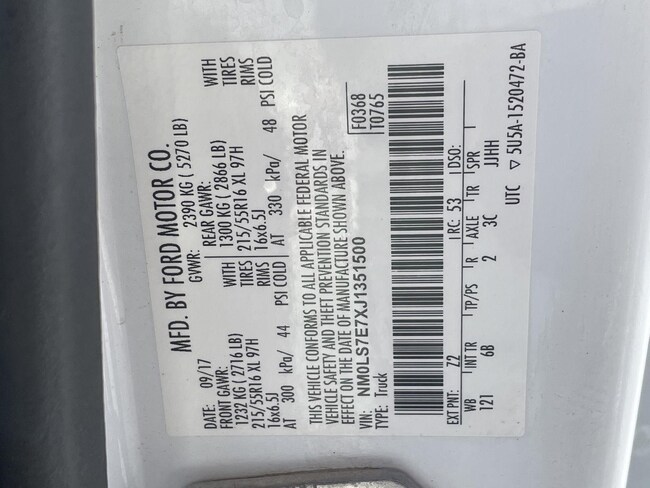 MFD. BY FORD MOTOR CO.
DATE: 09/17 GVWR: 2390 KG ( 5270 LB)
FRONT GAWR: REAR GAWR:
1232 KG ( 2716 LB) WITH 1300 KG ( 2866 LB) WITH
215/55R16 XL 97H TIRES 215/55R16 XL 97H TIRES
16x6.5J RIMS 16x6.5J RIMS
AT 300 kPa/ 44 PSI COLD AT 330 kPa/ 48 PSI COLD
THIS VEHICLE CONFORMS TO ALL APPLICABLE FEDERAL MOTOR
VEHICLE SAFETY AND THEFT PREVENTION STANDARDS IN
EFFECT ON THE DATE OF MANUFACTURE SHOWN ABOVE.
VIN: NM0LS7E7XJ1351500 F0368
TYPE: Truck T0765
EXT PNT: Z2 RC: 53 DSO:
WB INT TR TP/PS R AXLE TR SPR
121 6B 2 3C JJHH
UTC ▽ 5U5A-1520472-BA